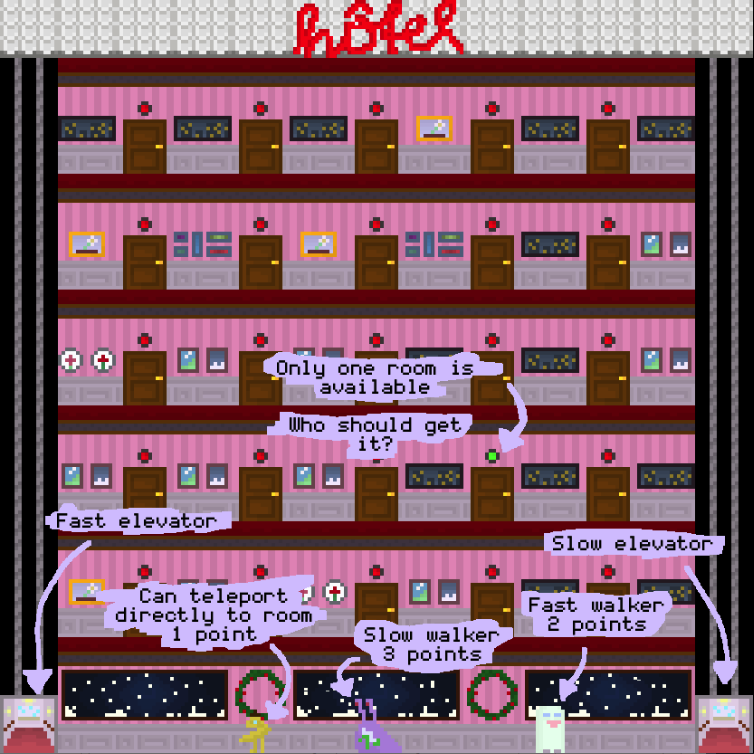 hôtel
Only one room is
available
Who should get
it?
Fast elevator
Slow elevator
Can teleport
directly to room
1 point
Fast walker
2 points
Slow walker
3 points